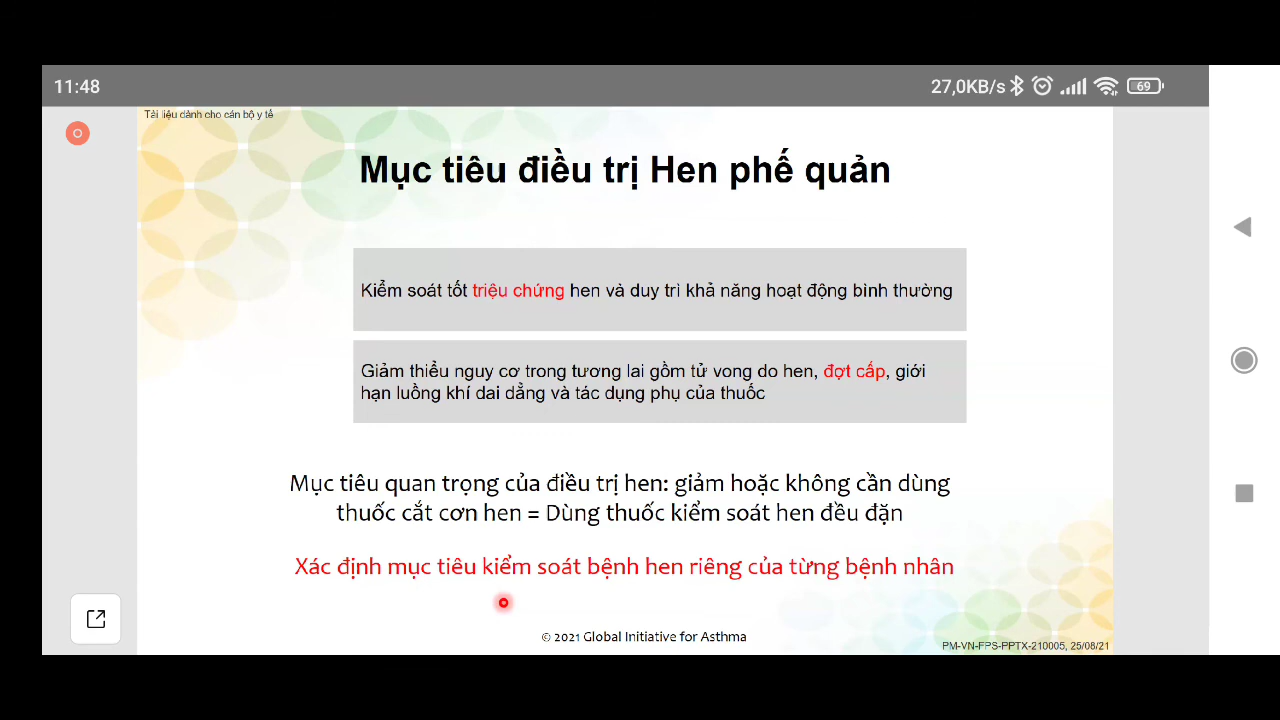 11:48
27,0KB/s
69
Tài liệu dành cho cán bộ y tế
Mục tiêu điều trị Hen phế quản
Kiểm soát tốt triệu chứng hen và duy trì khả năng hoạt động bình thường
Giảm thiểu nguy cơ trong tương lai gồm tử vong do hen, đợt cấp, giới
hạn luồng khí dai dẳng và tác dụng phụ của thuốc
Mục tiêu quan trọng của điều trị hen: giảm hoặc không cần dùng
thuốc cắt cơn hen = Dùng thuốc kiểm soát hen đều đặn
Xác định mục tiêu kiểm soát bệnh hen riêng của từng bệnh nhân
© 2021 Global Initiative for Asthma
PM-VN-FPS-PPTX-210005, 25/08/21